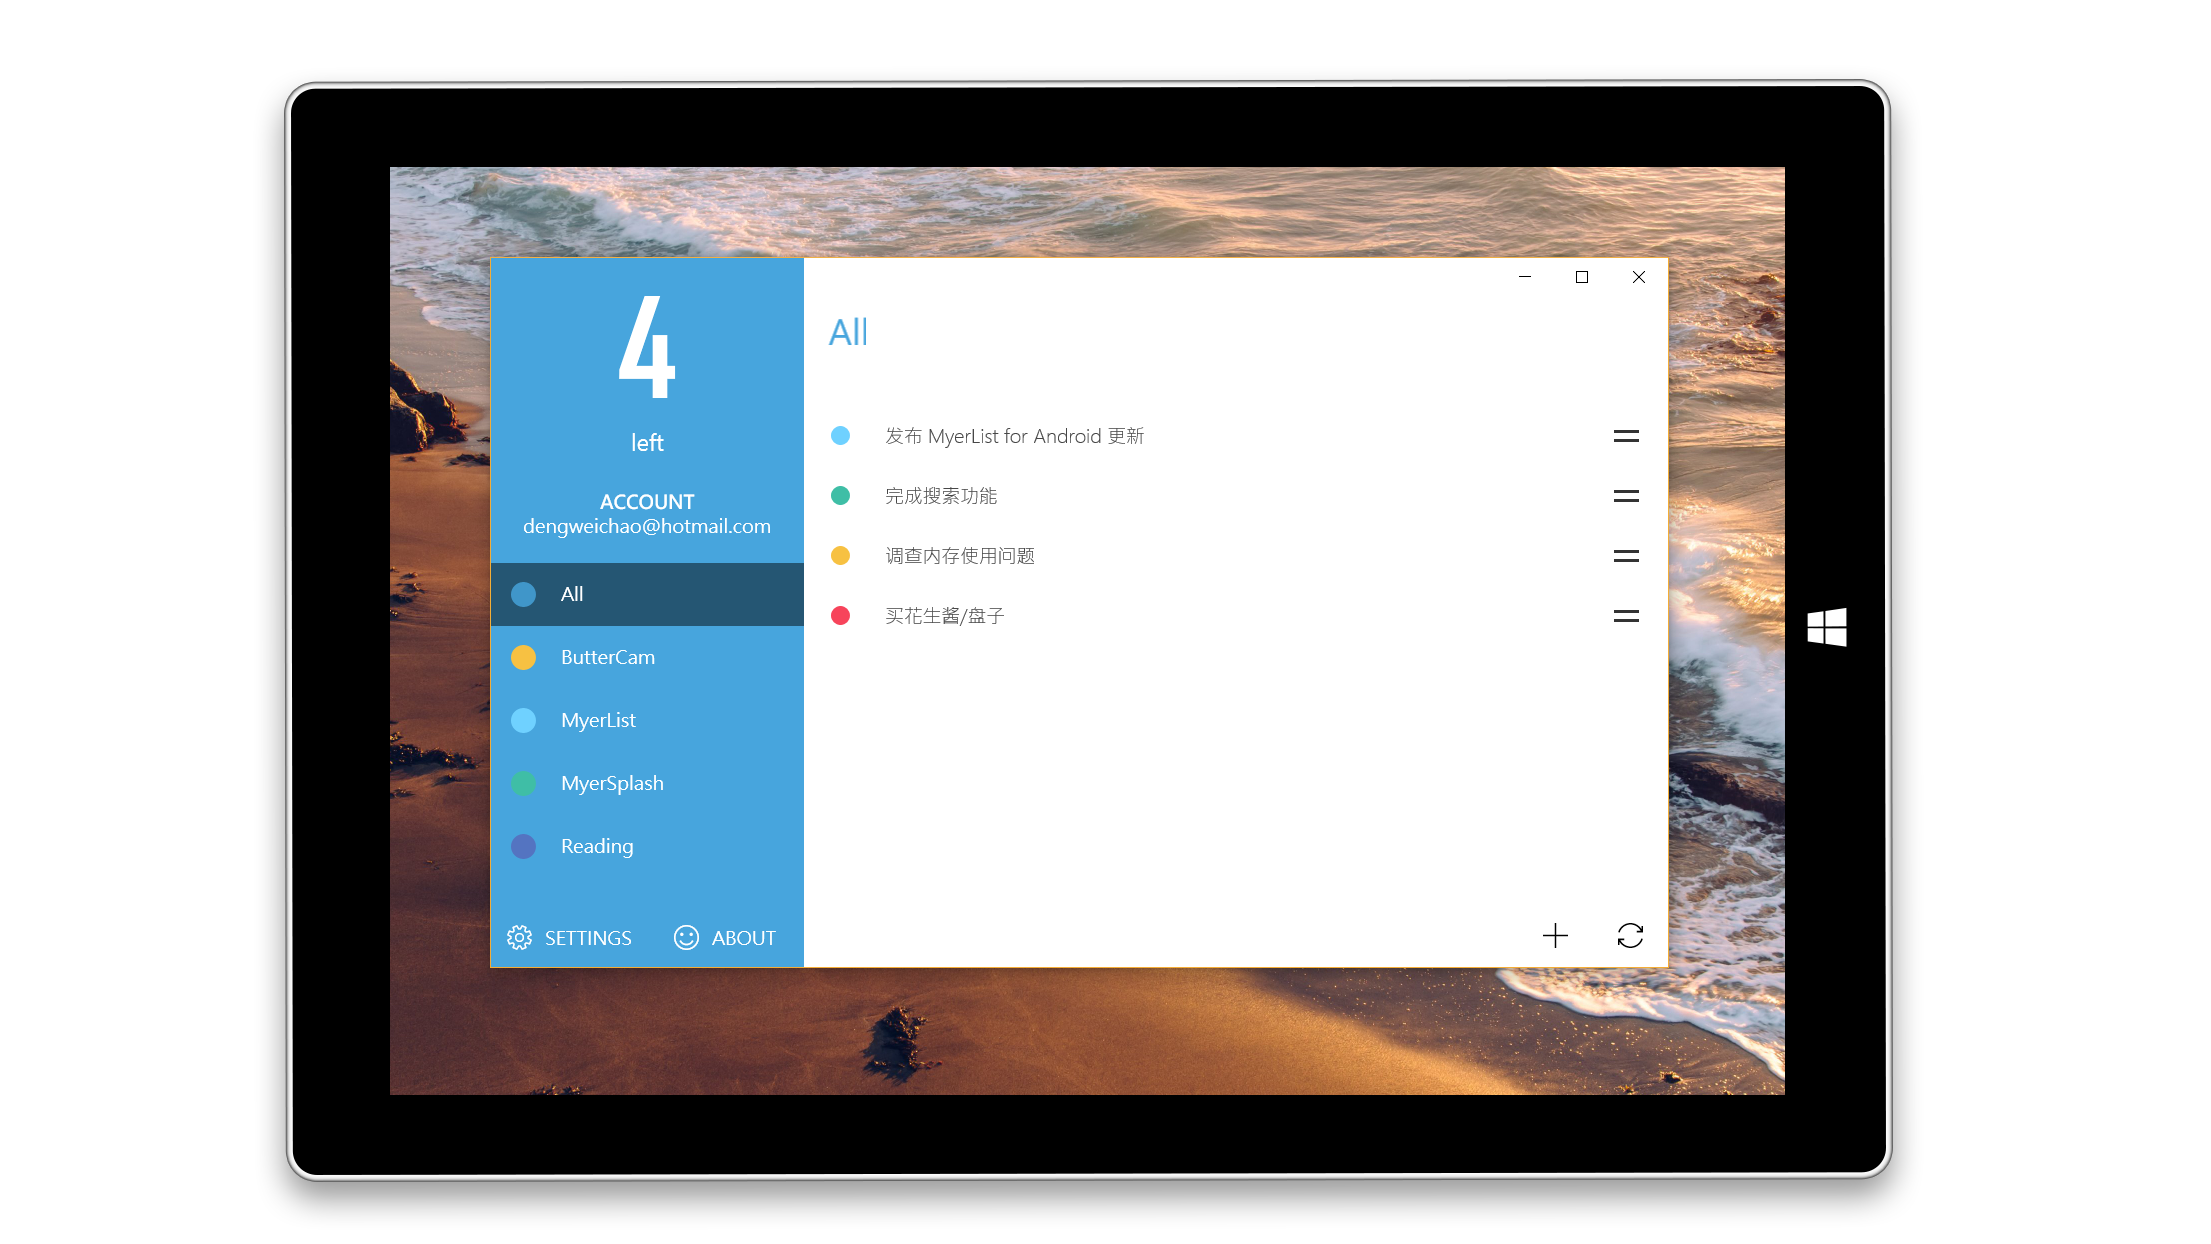 4
left
ACCOUNT
dengweichao@hotmail.com
All
ButterCam
MyerList
MyerSplash
Reading
SETTINGS
ABOUT
All
发布 MyerList for Android 更新
完成搜索功能
调查内存使用问题
买花生酱/盘子